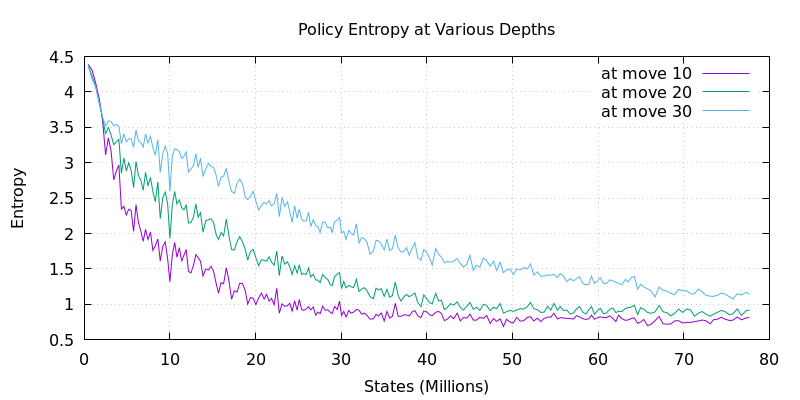 Policy Entropy at Various Depths
4.5
4
3.5
3
2.5
2
1.5
1
0.5
Entropy
at move 10
at move 20
at move 30
0 10 20 30 40 50 60 70 80
States (Millions)